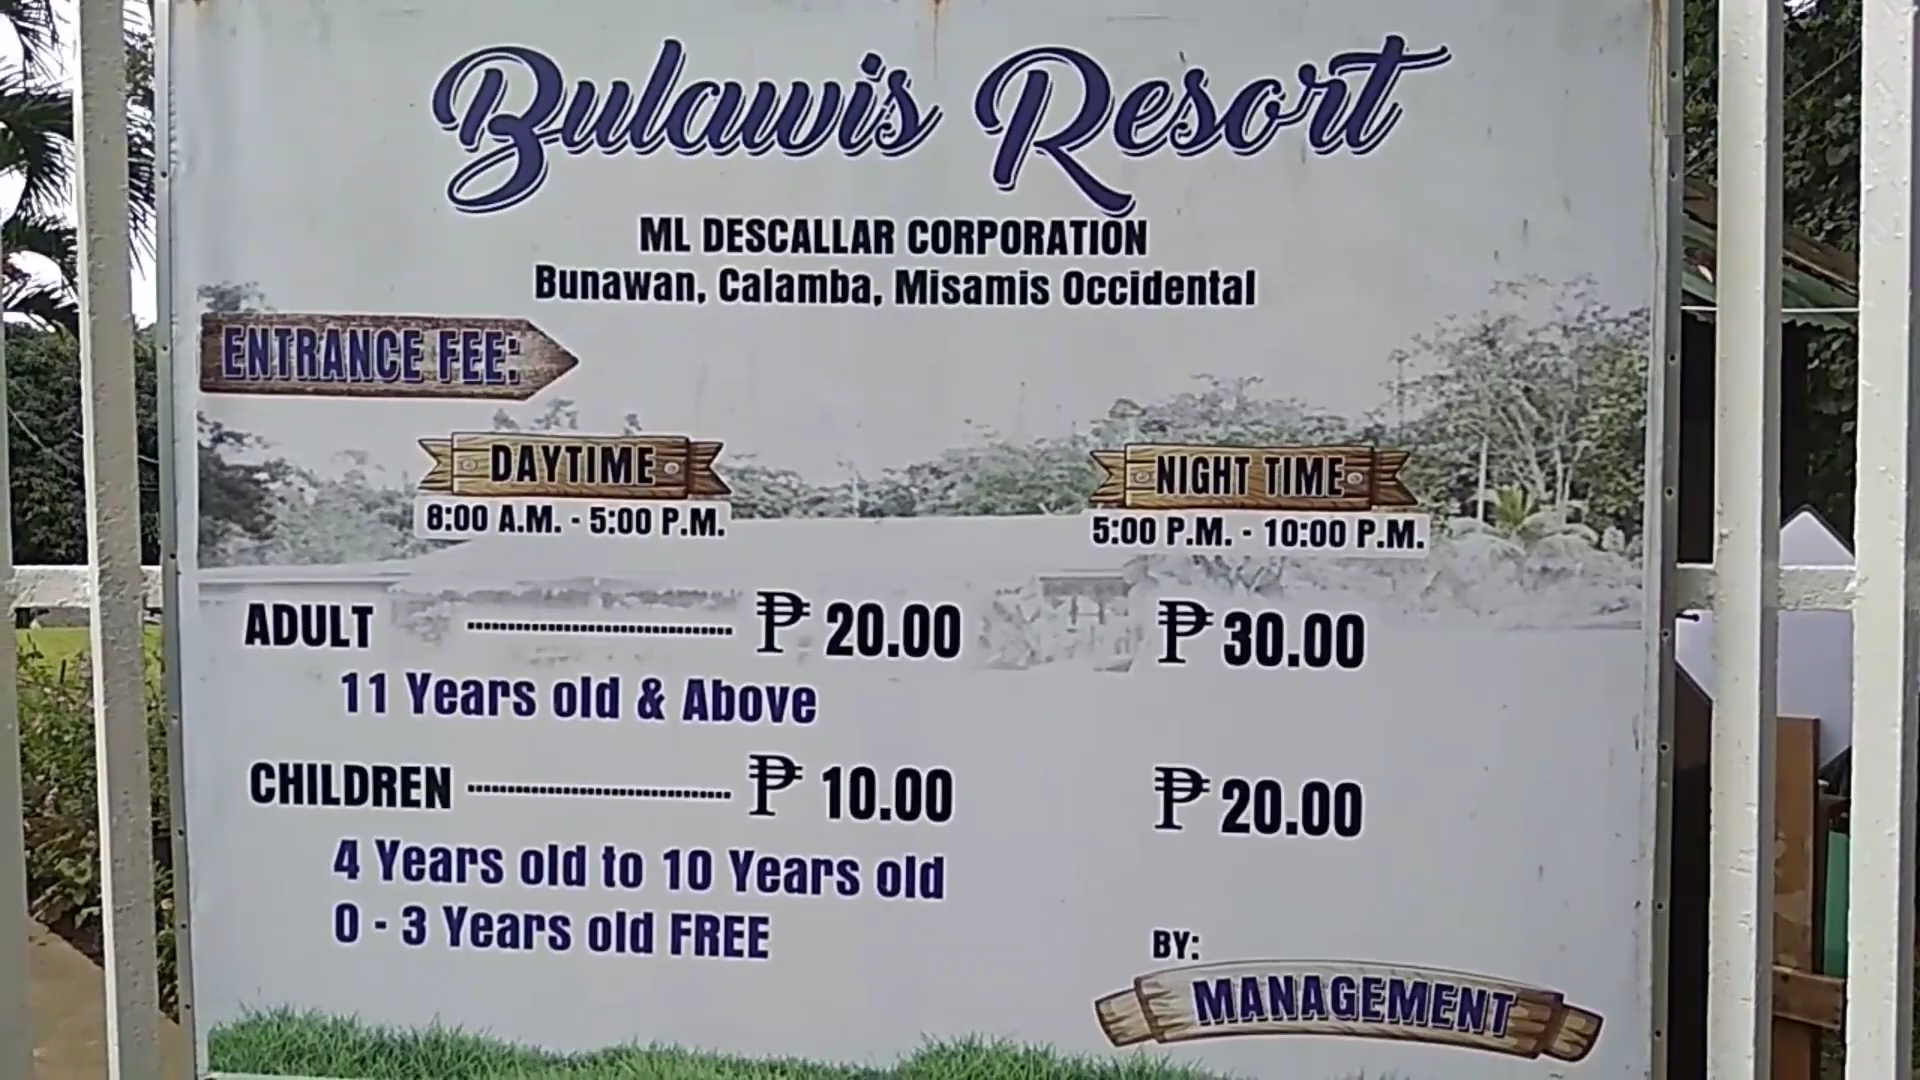 Bulawis Resort
ML DESCALLAR CORPORATION
Bunawan, Calamba, Misamis Occidental
ENTRANCE FEE:
DAYTIME
8:00 A.M. - 5:00 P.M.
NIGHT TIME
5:00 P.M. - 10:00 P.M.
ADULT ---------- ₱ 20.00 ₱ 30.00
11 Years old & Above
CHILDREN ---------- ₱ 10.00 ₱ 20.00
4 Years old to 10 Years old
0 - 3 Years old FREE
BY:
MANAGEMENT